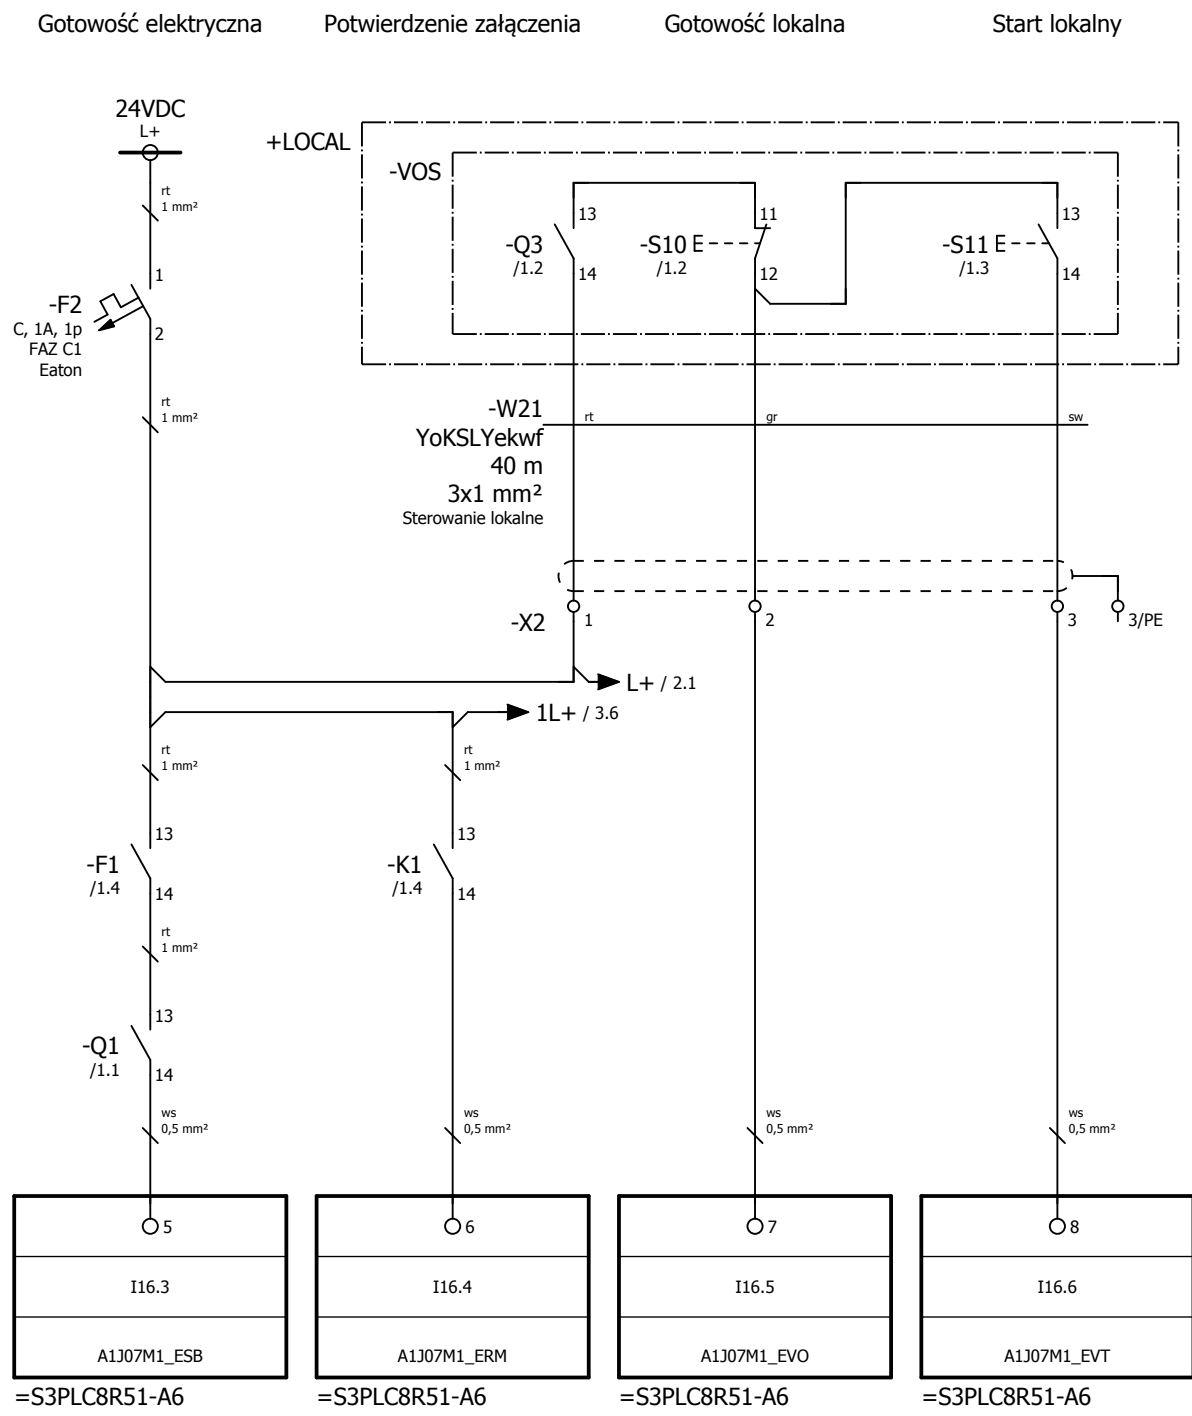 Gotowość elektryczna
Potwierdzenie załączenia
Gotowość lokalna
Start lokalny
24VDC
L+
rt
1 mm²
1
2
-F2
C, 1A, 1p
FAZ C1
Eaton
rt
1 mm²
+LOCAL
-VOS
13
-Q3
/1.2
14
11
-S10 E
/1.2
12
13
-S11 E
/1.3
14
-W21
YoKSLYekwf
40 m
3x1 mm²
Sterowanie lokalne
rt
gr
sw
-X2
1
2
3
3/PE
L+ / 2.1
1L+ / 3.6
rt
1 mm²
rt
1 mm²
13
-F1
/1.4
14
13
-K1
/1.4
14
rt
1 mm²
13
-Q1
/1.1
14
ws
0,5 mm²
ws
0,5 mm²
ws
0,5 mm²
ws
0,5 mm²
5
6
7
8
I16.3
I16.4
I16.5
I16.6
A1J07M1_ESB
A1J07M1_ERM
A1J07M1_EVO
A1J07M1_EVT
=S3PLC8R51-A6
=S3PLC8R51-A6
=S3PLC8R51-A6
=S3PLC8R51-A6